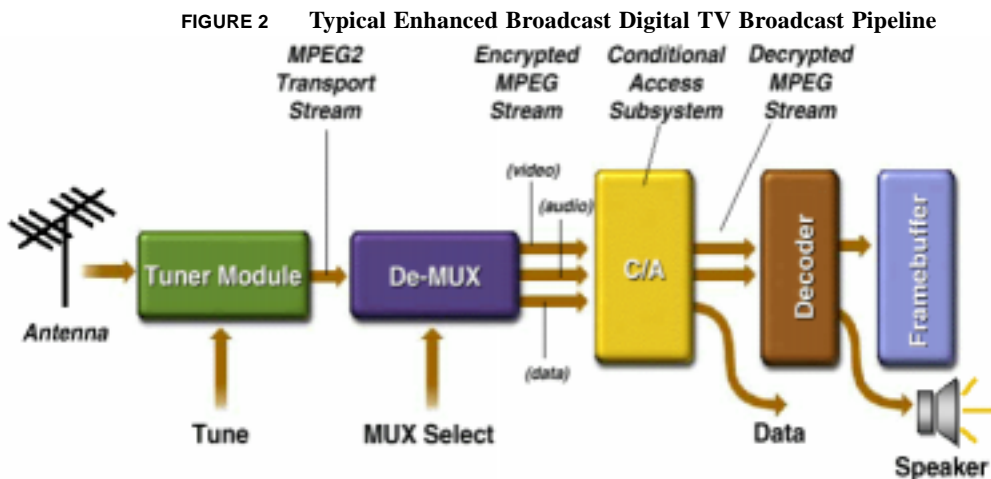 FIGURE 2 Typical Enhanced Broadcast Digital TV Broadcast Pipeline
MPEG2
Transport
Stream
Encrypted
MPEG
Stream
Conditional
Access
Subsystem
Decrypted
MPEG
Stream
(video)
(audio)
(data)
Antenna
Tuner Module
De-MUX
C/A
Decoder
Framebuffer
Tune
MUX Select
Data
Speaker